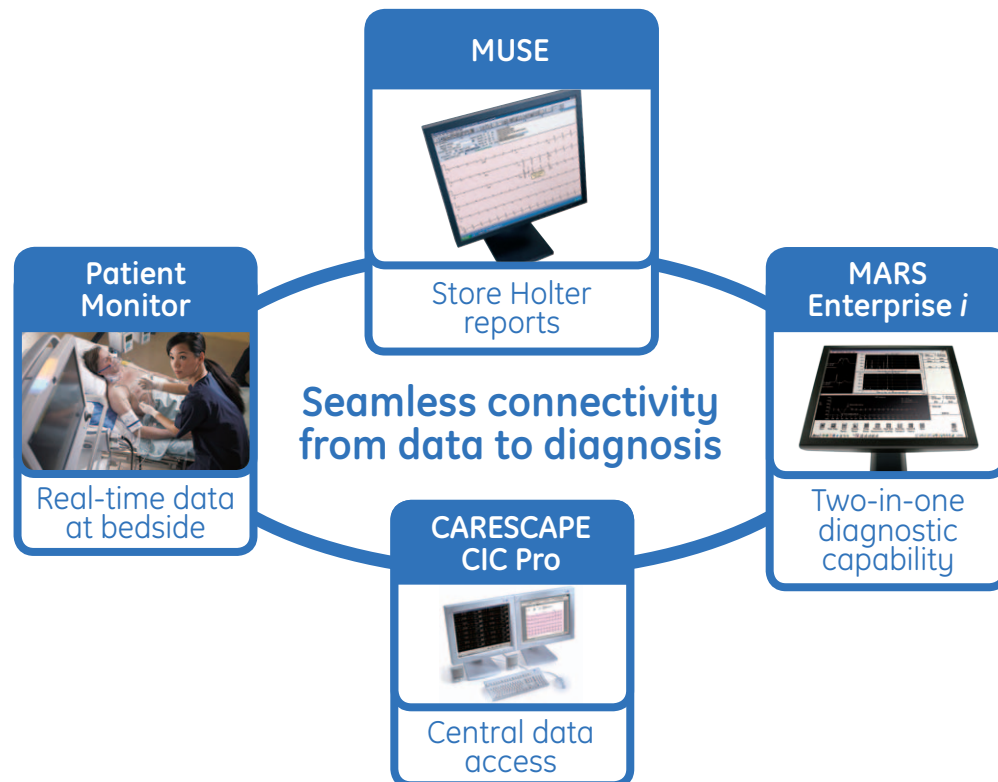 MUSE
Store Holter
reports
Patient
Monitor
Real-time data
at bedside
Seamless connectivity
from data to diagnosis
MARS
Enterprise i
Two-in-one
diagnostic
capability
CARESCAPE
CIC Pro
Central data
access